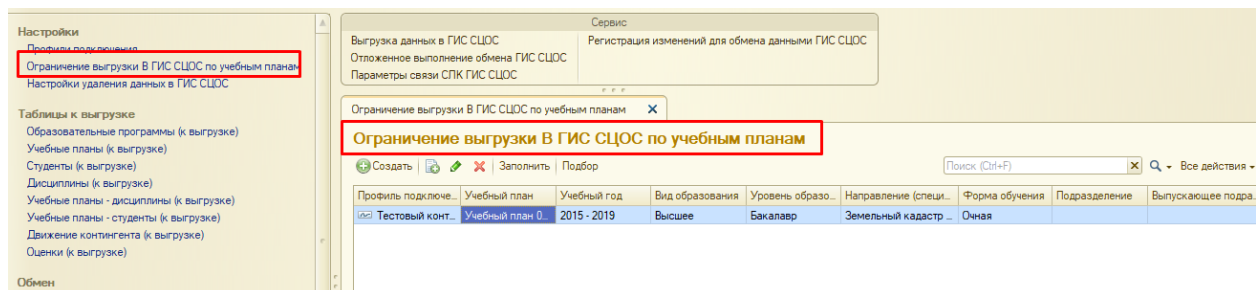 Настройки
Профили подключения
Ограничение выгрузки В ГИС СЦОС по учебным планам
Настройки удаления данных в ГИС СЦОС
Таблицы к выгрузке
Образовательные программы (к выгрузке)
Учебные планы (к выгрузке)
Студенты (к выгрузке)
Дисциплины (к выгрузке)
Учебные планы - дисциплины (к выгрузке)
Учебные планы - студенты (к выгрузке)
Движение контингента (к выгрузке)
Оценки (к выгрузке)
Обмен
Сервис
Выгрузка данных в ГИС СЦОС Регистрация изменений для обмена данными ГИС СЦОС
Отложенное выполнение обмена ГИС СЦОС
Параметры связи СПК ГИС СЦОС
Ограничение выгрузки В ГИС СЦОС по учебным планам
Ограничение выгрузки В ГИС СЦОС по учебным планам
Создать Заполнить Подбор Поиск (Ctrl+F) Все действия
Профиль подключе... Учебный план Учебный год Вид образования Уровень образо... Направление (специ... Форма обучения Подразделение Выпускающее подра...
Тестовый конт... Учебный план 0... 2015 - 2019 Высшее Бакалавр Земельный кадастр ... Очная